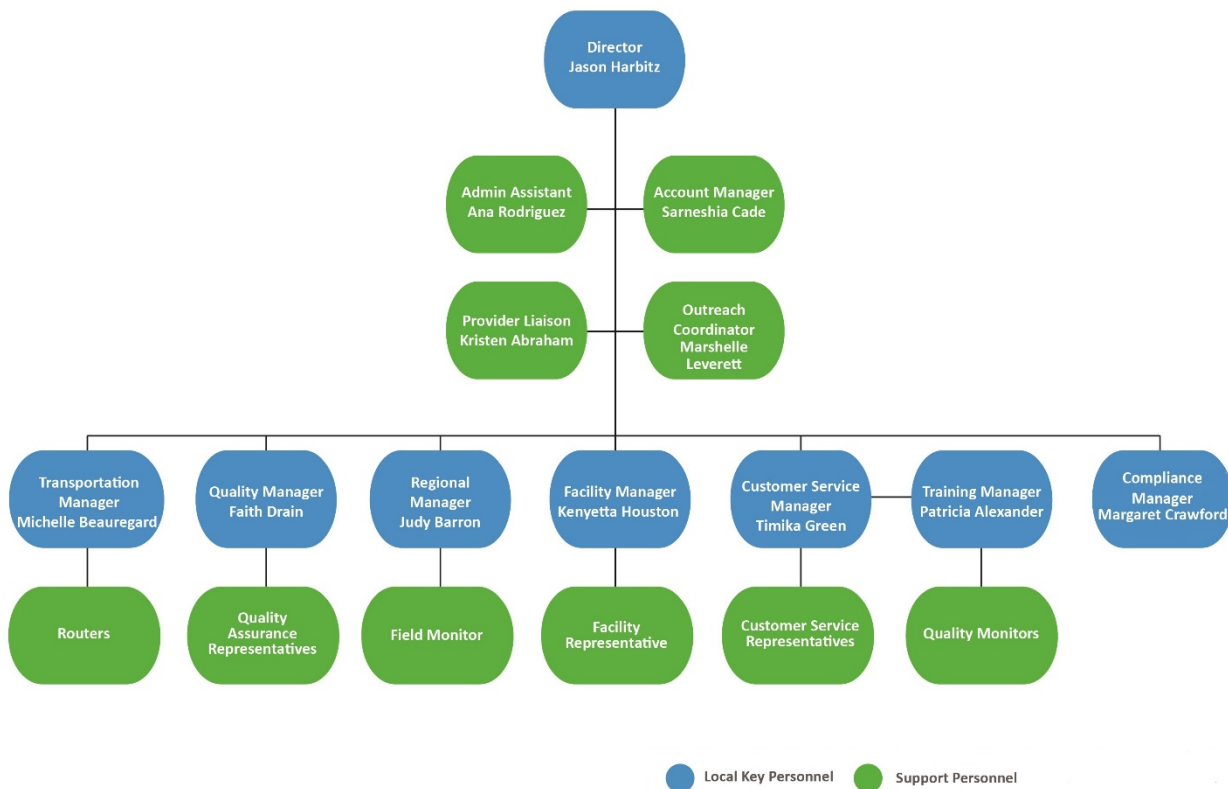 Director
Jason Harbitz
Admin Assistant
Ana Rodriguez
Account Manager
Sarneshia Cade
Provider Liaison
Kristen Abraham
Outreach
Coordinator
Marshelle
Leverett
Transportation
Manager
Michelle Beauregard
Quality Manager
Faith Drain
Regional
Manager
Judy Barron
Facility Manager
Kenyetta Houston
Customer Service
Manager
Timika Green
Training Manager
Patricia Alexander
Compliance
Manager
Margaret Crawford
Routers
Quality
Assurance
Representatives
Field Monitor
Facility
Representative
Customer Service
Representatives
Quality Monitors
Local Key Personnel
Support Personnel